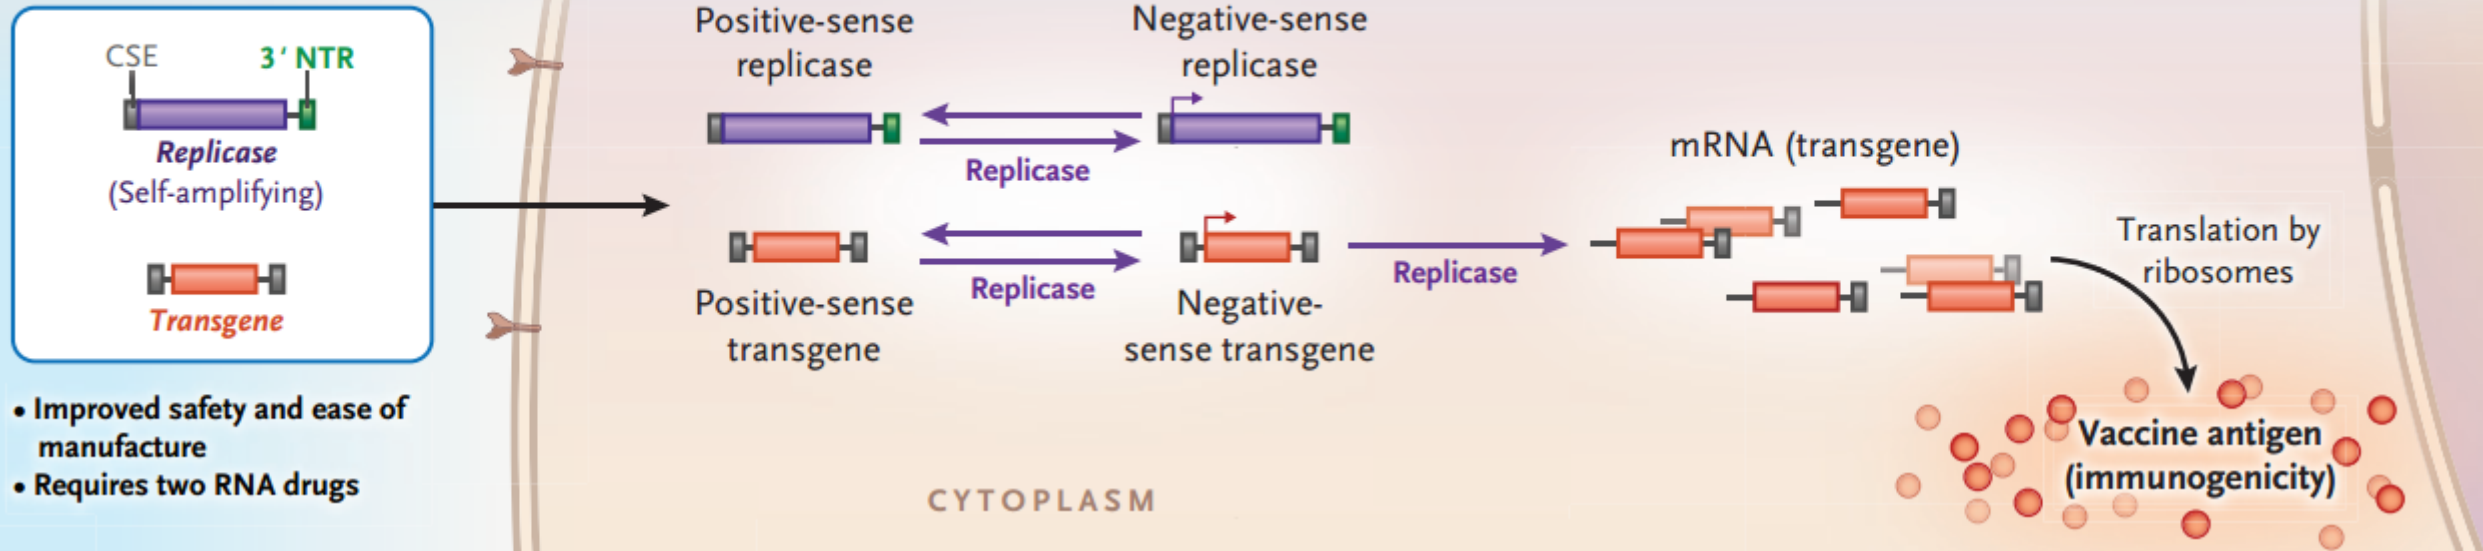 CSE
3′ NTR
Replicase
(Self-amplifying)
Transgene
• Improved safety and ease of
manufacture
• Requires two RNA drugs
Positive-sense
replicase
Negative-sense
replicase
Replicase
Replicase
Positive-sense
transgene
Negative-
sense transgene
Replicase
mRNA (transgene)
Translation by
ribosomes
Vaccine antigen
(immunogenicity)
CYTOPLASM